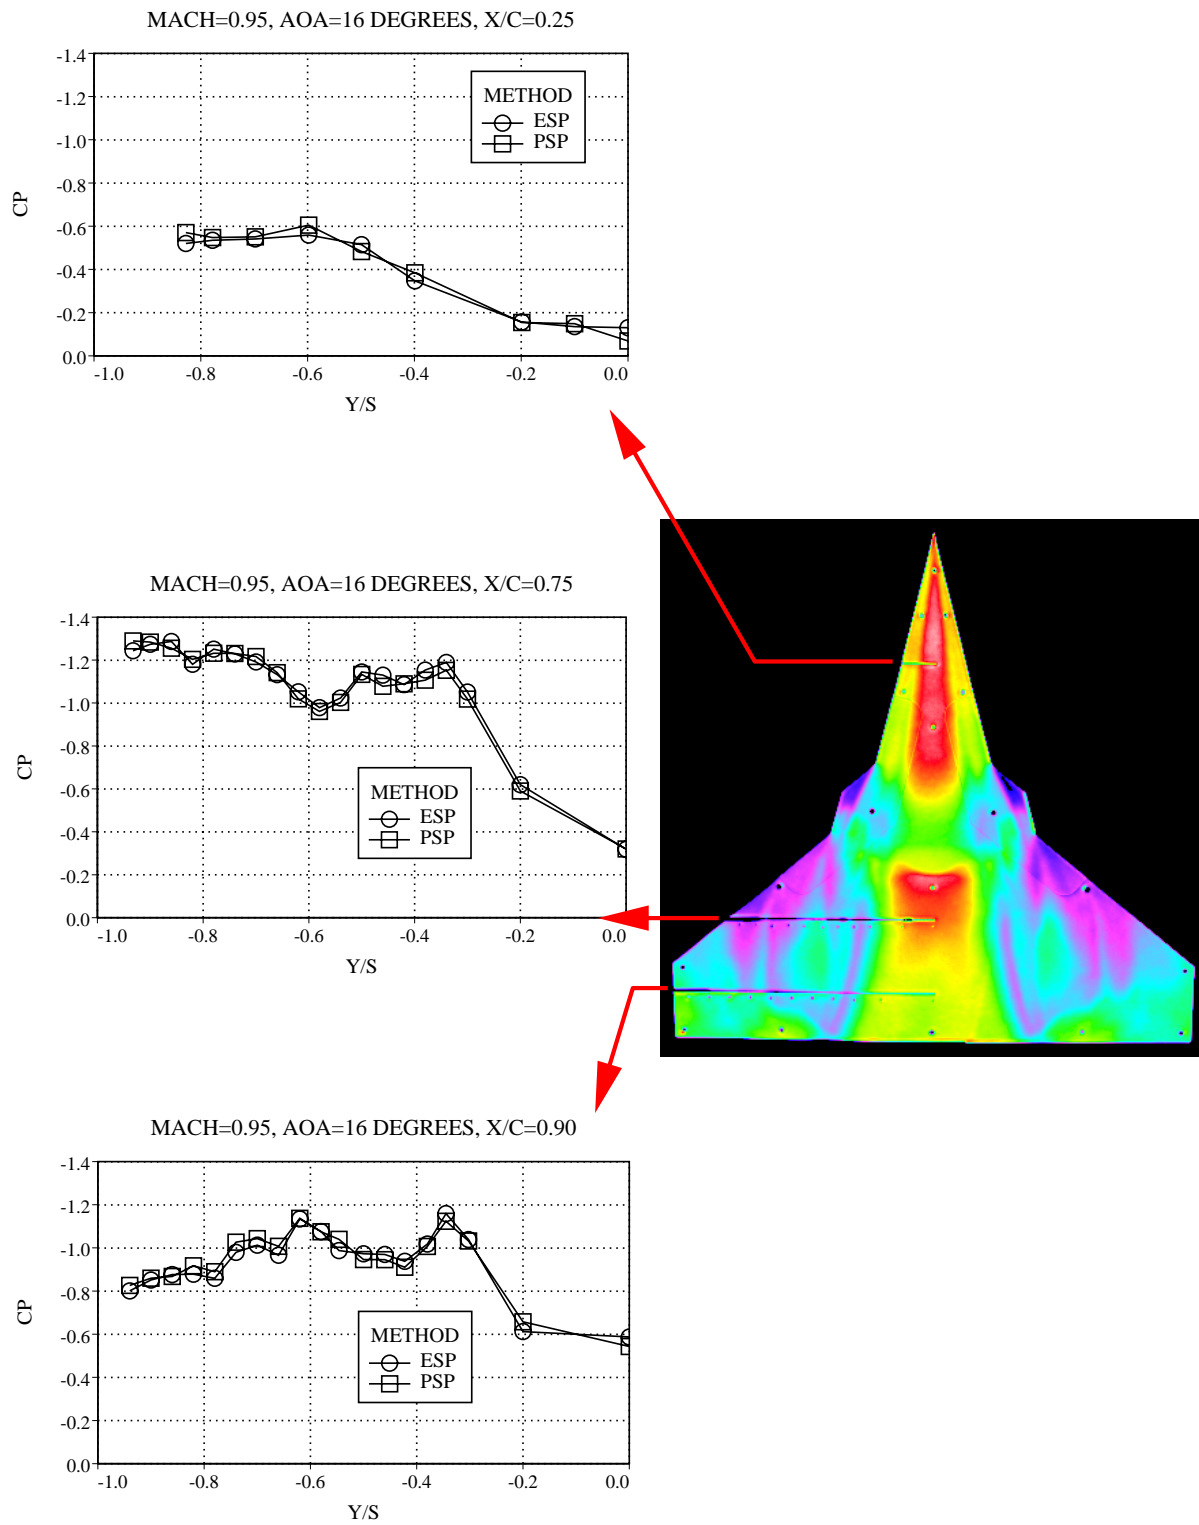 MACH=0.95, AOA=16 DEGREES, X/C=0.25
-1.4
-1.2
-1.0
-0.8
-0.6
-0.4
-0.2
0.0
CP
METHOD
ESP
PSP
-1.0 -0.8 -0.6 -0.4 -0.2 0.0
Y/S
MACH=0.95, AOA=16 DEGREES, X/C=0.75
-1.4
-1.2
-1.0
-0.8
-0.6
-0.4
-0.2
0.0
CP
METHOD
ESP
PSP
-1.0 -0.8 -0.6 -0.4 -0.2 0.0
Y/S
MACH=0.95, AOA=16 DEGREES, X/C=0.90
-1.4
-1.2
-1.0
-0.8
-0.6
-0.4
-0.2
0.0
CP
METHOD
ESP
PSP
-1.0 -0.8 -0.6 -0.4 -0.2 0.0
Y/S